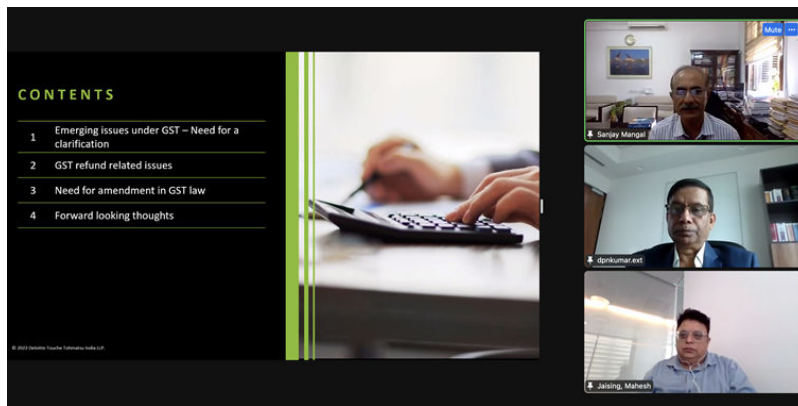 CONTENTS
1 Emerging issues under GST – Need for a
clarification
2 GST refund related issues
3 Need for amendment in GST law
4 Forward looking thoughts
© 2022 Deloitte Touche Tohmatsu India LLP.
Mute ...
Sanjay Mangal
dpnkumar.ext
Jaising, Mahesh